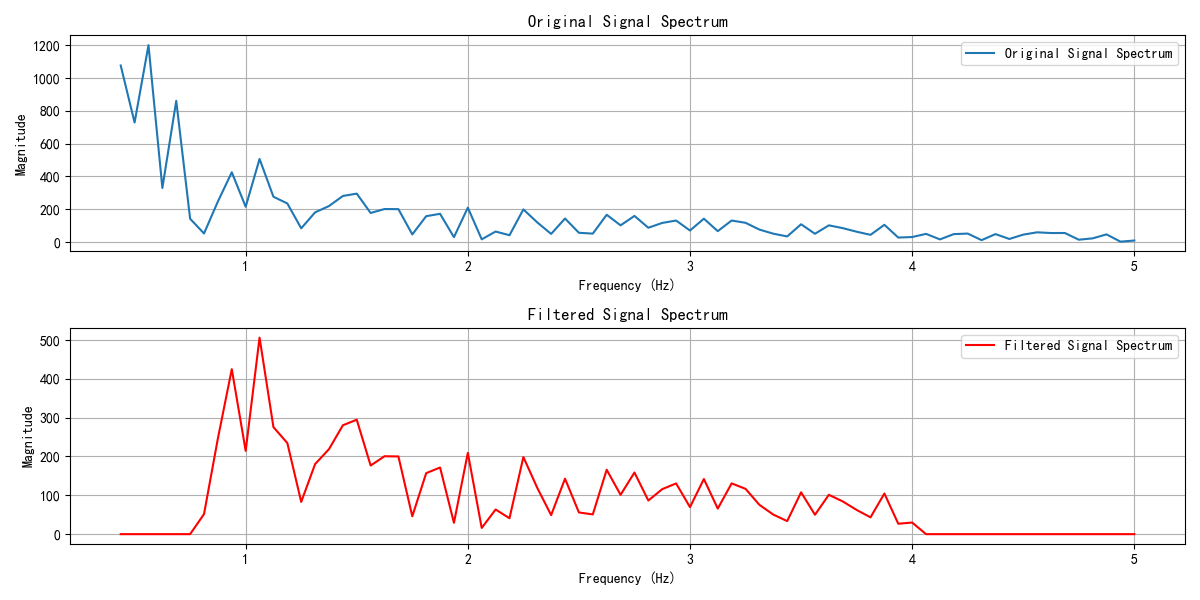 Original Signal Spectrum
Original Signal Spectrum
1200
1000
800
600
400
200
0
Magnitude
1 2 3 4 5
Frequency (Hz)
Filtered Signal Spectrum
Filtered Signal Spectrum
500
400
300
200
100
0
Magnitude
1 2 3 4 5
Frequency (Hz)